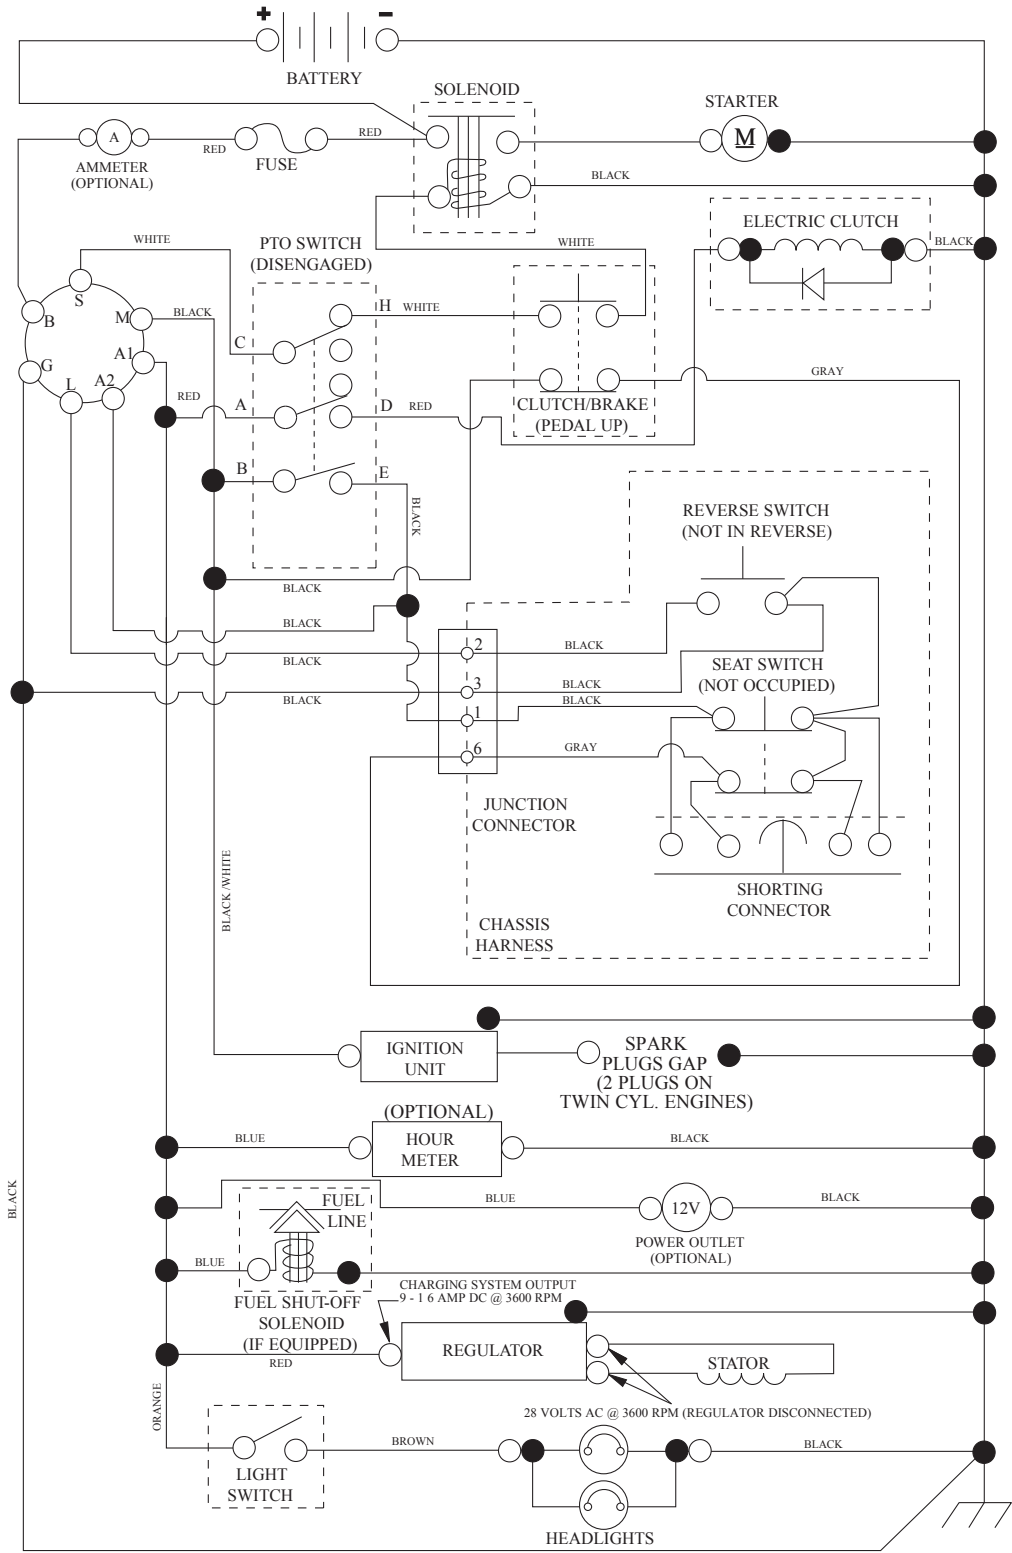 + −
BATTERY
SOLENOID
STARTER
A
RED
FUSE
RED
M
AMMETER
(OPTIONAL)
BLACK
ELECTRIC CLUTCH
BLACK
WHITE
PTO SWITCH
(DISENGAGED)
WHITE
S
B
M
BLACK
H
WHITE
C
A1
G
L
A2
RED
A
D
RED
GRAY
CLUTCH/BRAKE
(PEDAL UP)
B
E
BLACK
REVERSE SWITCH
(NOT IN REVERSE)
BLACK
BLACK
2
BLACK
BLACK
SEAT SWITCH
(NOT OCCUPIED)
3
BLACK
BLACK
BLACK
1
6
GRAY
JUNCTION
CONNECTOR
BLACK /WHITE
SHORTING
CONNECTOR
CHASSIS
HARNESS
IGNITION
UNIT
SPARK
PLUGS GAP
(2 PLUGS ON
TWIN CYL. ENGINES)
(OPTIONAL)
HOUR
METER
BLUE
BLACK
BLACK
FUEL
LINE
BLUE
12V
BLACK
POWER OUTLET
(OPTIONAL)
BLUE
CHARGING SYSTEM OUTPUT
9 - 1 6 AMP DC @ 3600 RPM
FUEL SHUT-OFF
SOLENOID
(IF EQUIPPED)
RED
REGULATOR
STATOR
ORANGE
28 VOLTS AC @ 3600 RPM (REGULATOR DISCONNECTED)
BROWN
BLACK
LIGHT
SWITCH
HEADLIGHTS